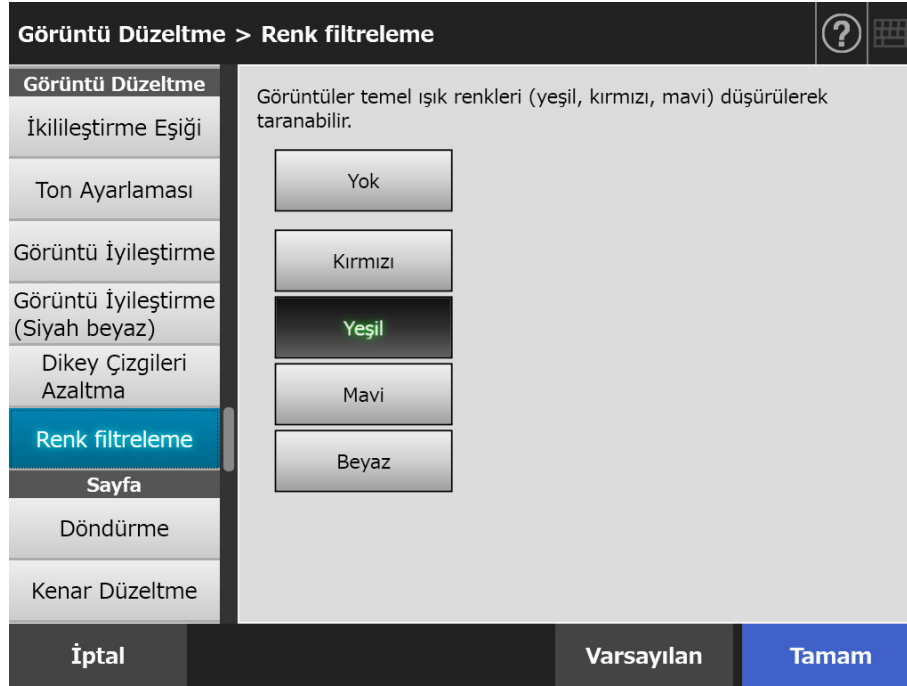 Görüntü Düzeltme > Renk filtreleme
?
Görüntü Düzeltme
İkilileştirme Eşiği
Ton Ayarlaması
Görüntü İyileştirme
Görüntü İyileştirme
(Siyah beyaz)
Dikey Çizgileri
Azaltma
Renk filtreleme
Sayfa
Döndürme
Kenar Düzeltme
Görüntüler temel ışık renkleri (yeşil, kırmızı, mavi) düşürülerek
taranabilir.
Yok
Kırmızı
Yeşil
Mavi
Beyaz
İptal
Varsayılan
Tamam